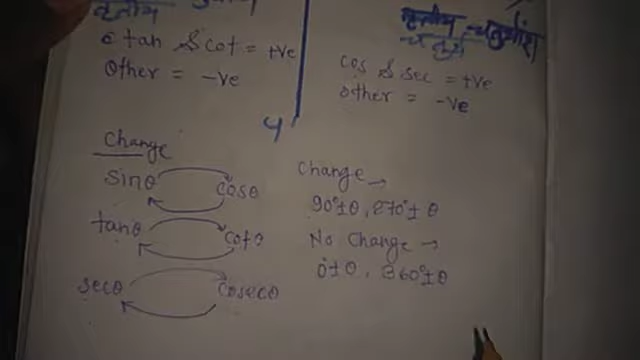 तृतीय
tan & cot = +ve
Other = -ve
तृतीय चतुर्थांश
cos & sec = +ve
other = -ve
y'
Change
sinθ cosθ
tanθ cotθ
secθ cosecθ
Change →
90°±θ, 270°±θ
No Change →
0±θ, 360°±θ